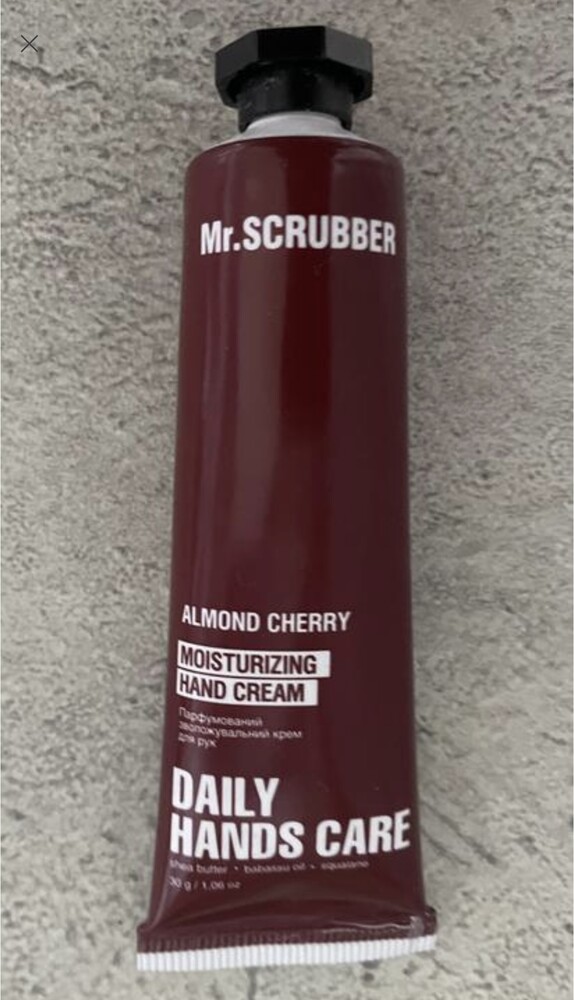 Mr.SCRUBBER
ALMOND CHERRY
MOISTURIZING
HAND CREAM
Парфумований
зволожувальний крем
для рук
DAILY
HANDS CARE
shea butter • babassu oil • squalane
30 g / 1,06 oz